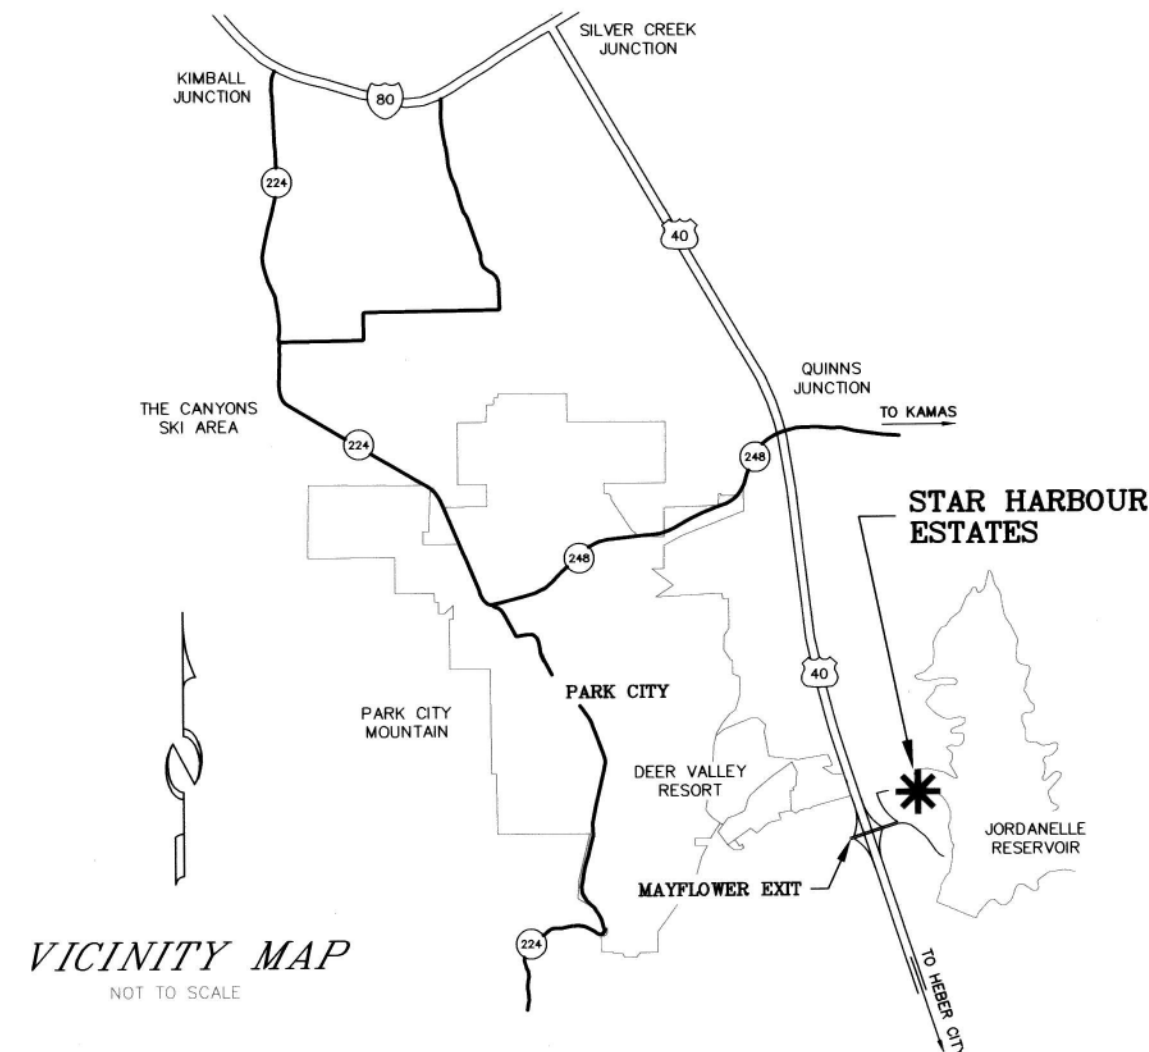 SILVER CREEK
JUNCTION
KIMBALL
JUNCTION
80
224
40
QUINNS
JUNCTION
THE CANYONS
SKI AREA
TO KAMAS
224
248
STAR HARBOUR
ESTATES
248
40
PARK CITY
PARK CITY
MOUNTAIN
DEER VALLEY
RESORT
JORDANELLE
RESERVOIR
MAYFLOWER EXIT
224
VICINITY MAP
NOT TO SCALE
TO HEBER CITY